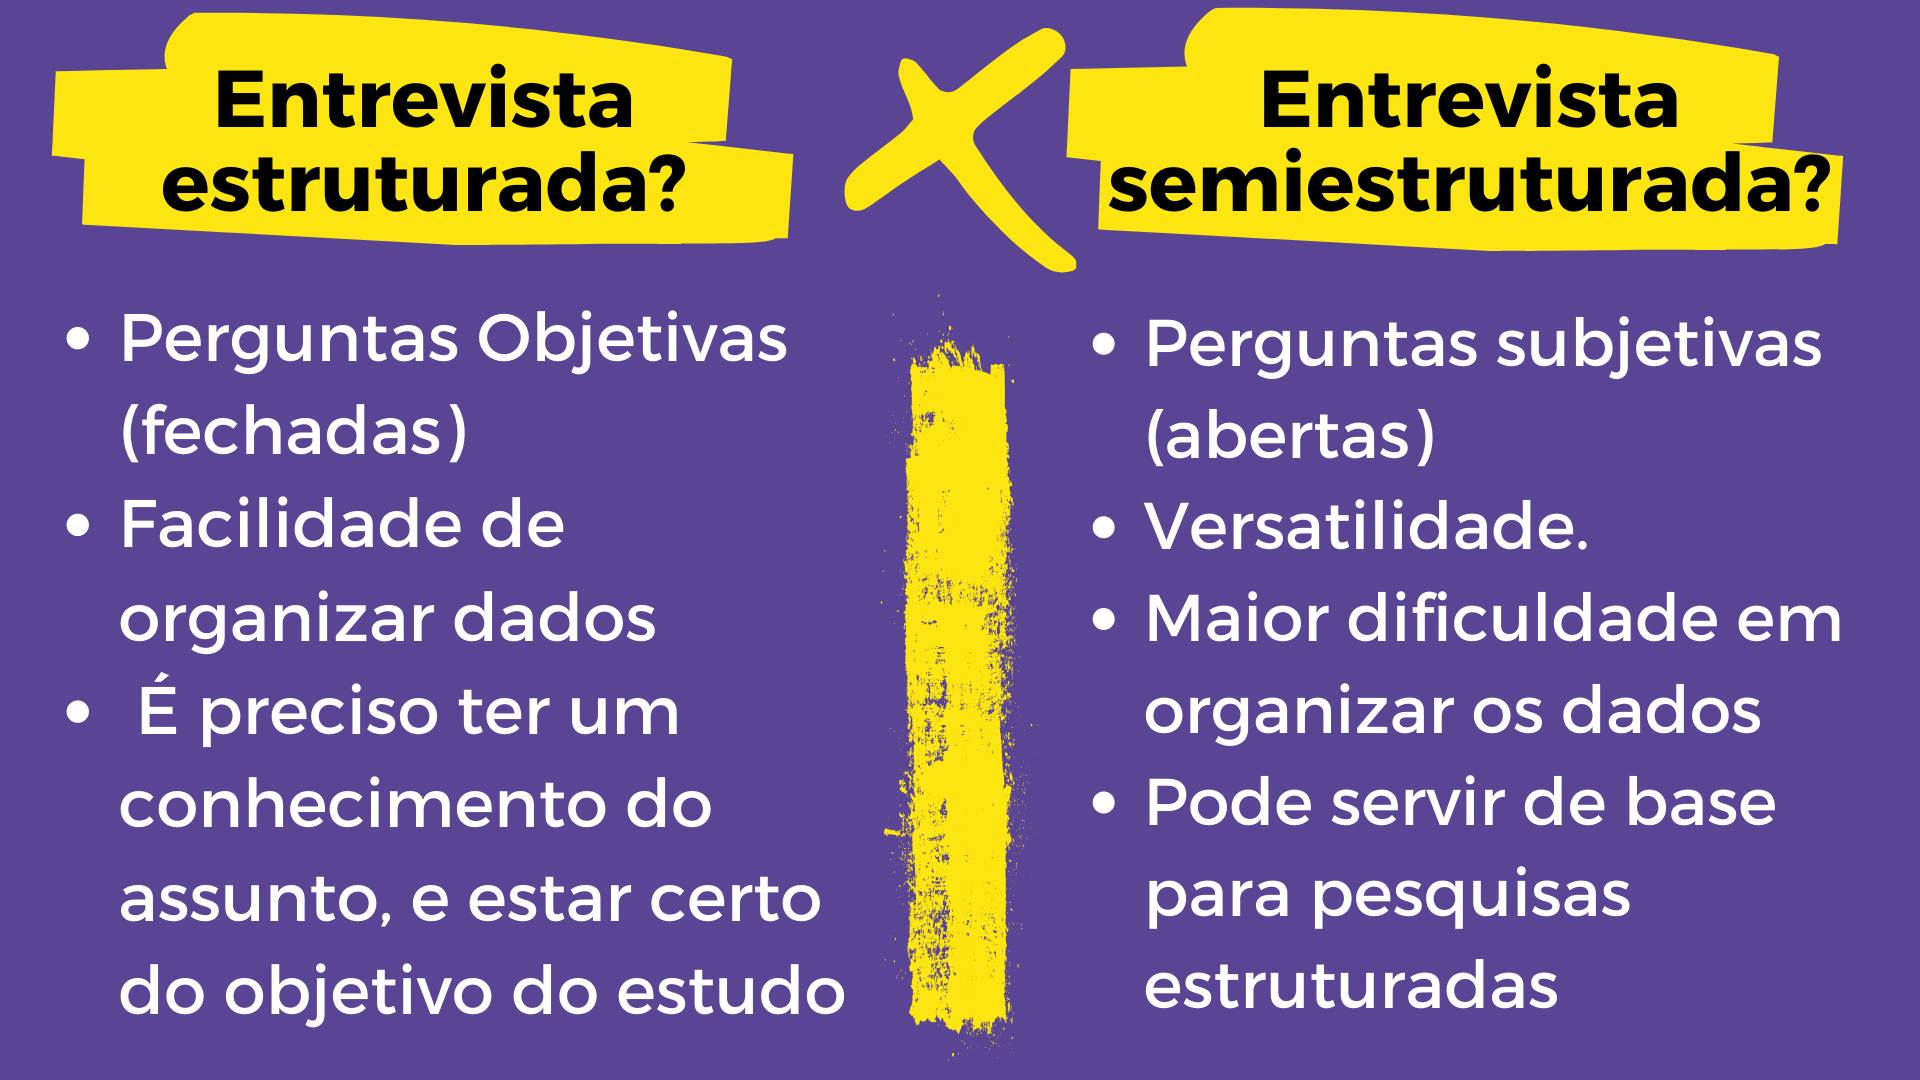 Entrevista
estruturada?
Entrevista
semiestruturada?
• Perguntas Objetivas
(fechadas)
• Facilidade de
organizar dados
• É preciso ter um
conhecimento do
assunto, e estar certo
do objetivo do estudo
• Perguntas subjetivas
(abertas)
• Versatilidade.
• Maior dificuldade em
organizar os dados
• Pode servir de base
para pesquisas
estruturadas